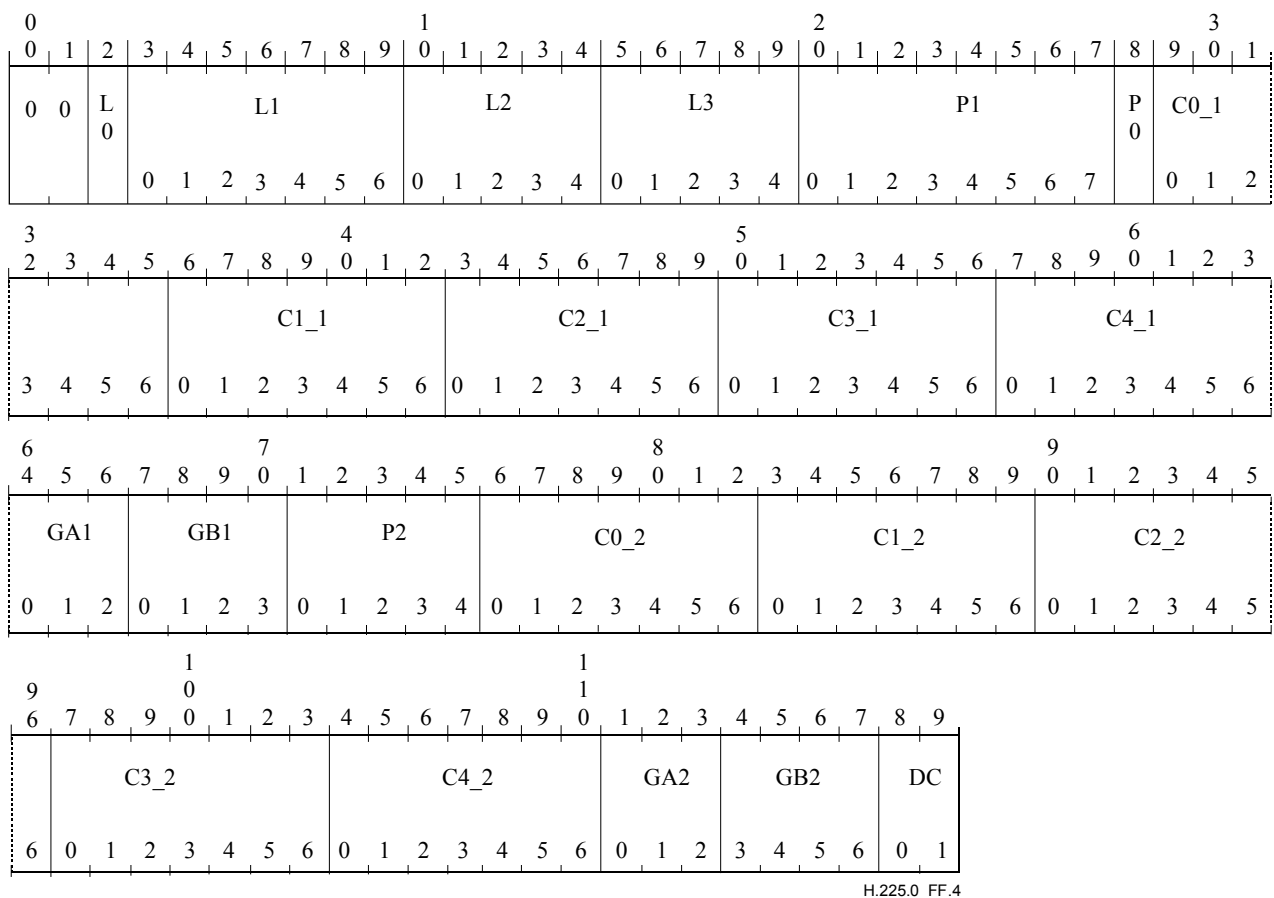 0 1 2 3
0 1 2 3 4 5 6 7 8 9 0 1 2 3 4 5 6 7 8 9 0 1 2 3 4 5 6 7 8 9 0 1
0 0 L0 L1 L2 L3 P1 P0 C0_1
0 1 2 3 4 5 6 0 1 2 3 4 0 1 2 3 4 0 1 2 3 4 5 6 7 0 1 2
3 4 5 6
2 3 4 5 6 7 8 9 0 1 2 3 4 5 6 7 8 9 0 1 2 3 4 5 6 7 8 9 0 1 2 3
C1_1 C2_1 C3_1 C4_1
3 4 5 6 0 1 2 3 4 5 6 0 1 2 3 4 5 6 0 1 2 3 4 5 6 0 1 2 3 4 5 6
6 7 8 9
4 5 6 7 8 9 0 1 2 3 4 5 6 7 8 9 0 1 2 3 4 5 6 7 8 9 0 1 2 3 4 5
GA1 GB1 P2 C0_2 C1_2 C2_2
0 1 2 0 1 2 3 0 1 2 3 4 0 1 2 3 4 5 6 0 1 2 3 4 5 6 0 1 2 3 4 5
1 1
9 0 1
6 7 8 9 0 1 2 3 4 5 6 7 8 9 0 1 2 3 4 5 6 7 8 9
C3_2 C4_2 GA2 GB2 DC
6 0 1 2 3 4 5 6 0 1 2 3 4 5 6 0 1 2 3 4 5 6 0 1
H.225.0 FF.4